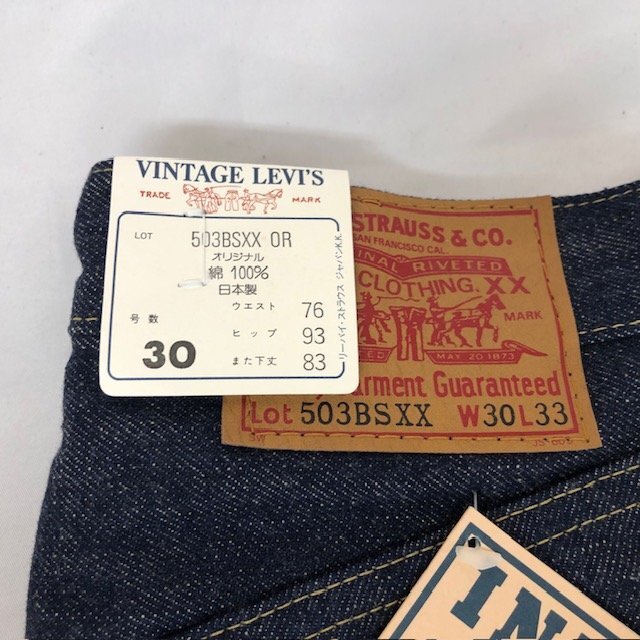 VINTAGE LEVI'S
TRADE MARK
LOT 503BSXX OR
オリジナル
綿 100%
日本製
号数 30
ウエスト 76
ヒップ 93
また下丈 83
リーバイ・ストラウス ジャパンK.K.
STRAUSS & CO.
SAN FRANCISCO CAL.
RIVETED
CLOTHING. XX
MARK
MAY 20 1873
Garment Guaranteed
Lot 503BSXX W30L33